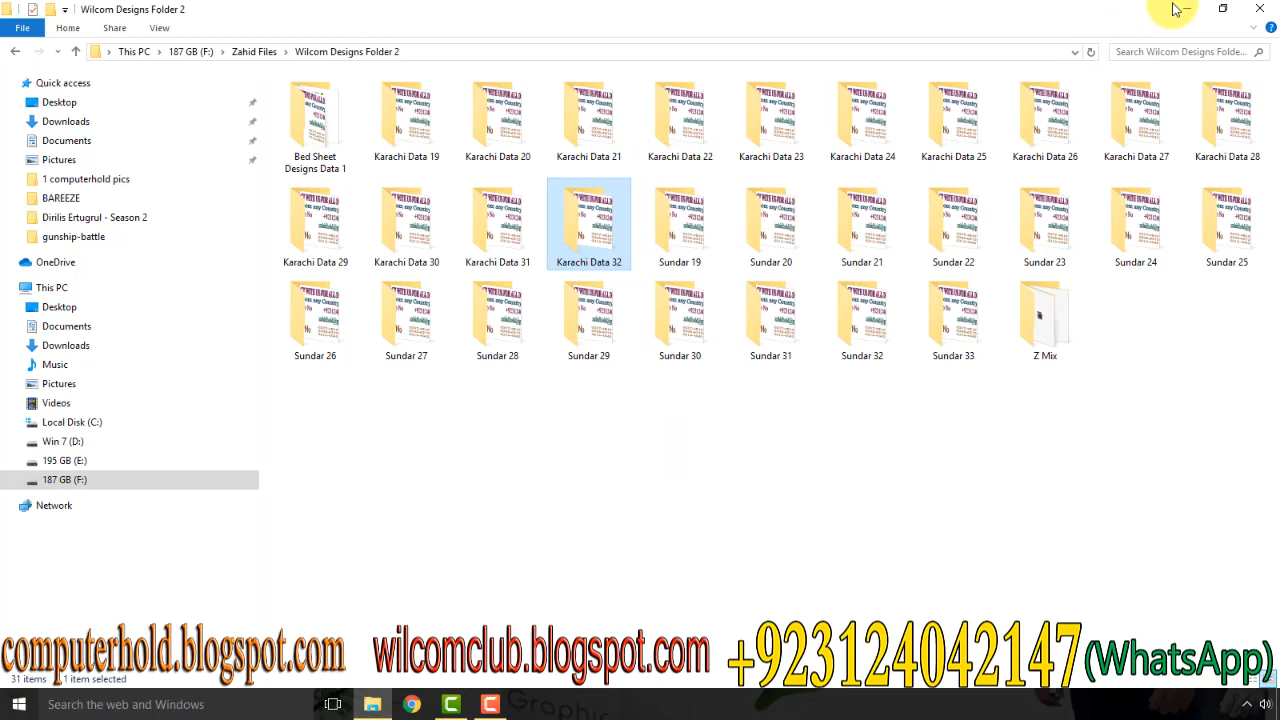 Wilcom Designs Folder 2
File Home Share View
This PC 187 GB (F:) Zahid Files Wilcom Designs Folder 2
Search Wilcom Designs Folde...
Quick access
Desktop
Downloads
Documents
Pictures
1 computerhold pics
BAREEZE
Dirilis Ertugrul - Season 2
gunship-battle
OneDrive
This PC
Desktop
Documents
Downloads
Music
Pictures
Videos
Local Disk (C:)
Win 7 (D:)
195 GB (E:)
187 GB (F:)
Network
Bed Sheet
Designs Data 1
Karachi Data 19
Karachi Data 20
Karachi Data 21
Karachi Data 22
Karachi Data 23
Karachi Data 24
Karachi Data 25
Karachi Data 26
Karachi Data 27
Karachi Data 28
Karachi Data 29
Karachi Data 30
Karachi Data 31
Karachi Data 32
Sundar 19
Sundar 20
Sundar 21
Sundar 22
Sundar 23
Sundar 24
Sundar 25
Sundar 26
Sundar 27
Sundar 28
Sundar 29
Sundar 30
Sundar 31
Sundar 32
Sundar 33
Z Mix
computerhold.blogspot.com wilcomclub.blogspot.com +923124042147 (WhatsApp)
31 items 1 item selected
Search the web and Windows
Graphic